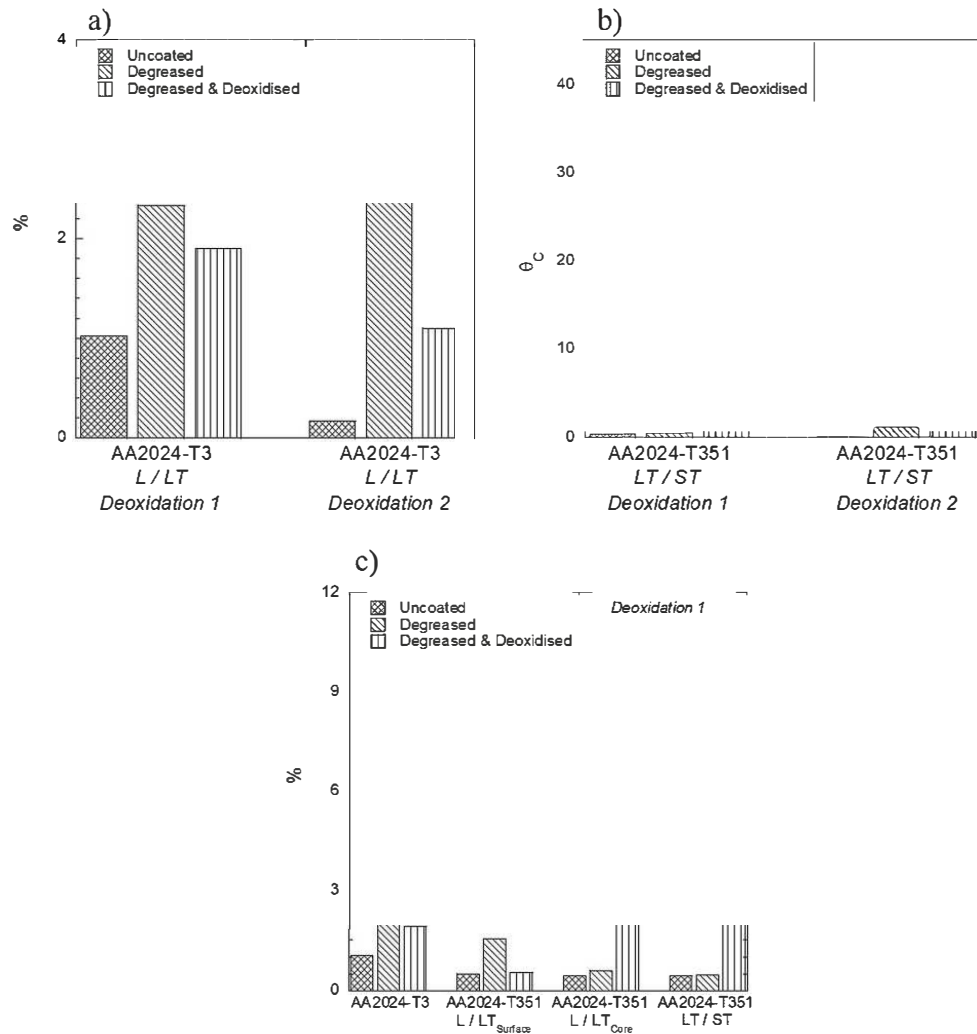 a)
4
Uncoated
Degreased
Degreased & Deoxidised
%
2
0
AA2024-T3
L / LT
Deoxidation 1
AA2024-T3
L / LT
Deoxidation 2
b)
40
Uncoated
Degreased
Degreased & Deoxidised
30
θC
20
10
0
AA2024-T351
LT / ST
Deoxidation 1
AA2024-T351
LT / ST
Deoxidation 2
c)
12
Uncoated
Degreased
Degreased & Deoxidised
Deoxidation 1
9
%
6
3
0
AA2024-T3
AA2024-T351
L / LTSurface
AA2024-T351
L / LTCore
AA2024-T351
LT / ST